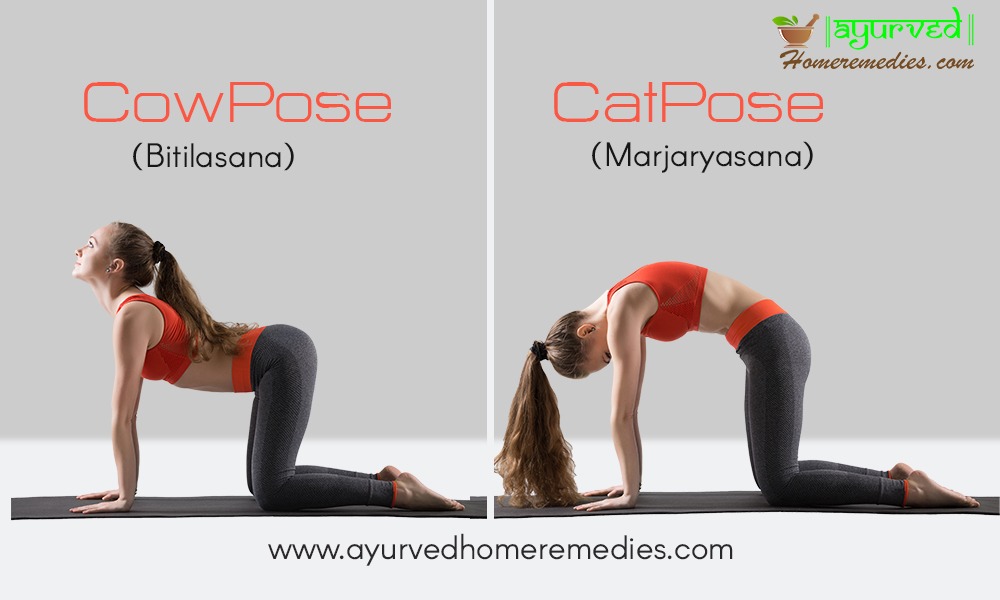 ||ayurved||
Homeremedies.com
CowPose
(Bitilasana)
CatPose
(Marjaryasana)
www.ayurvedhomeremedies.com